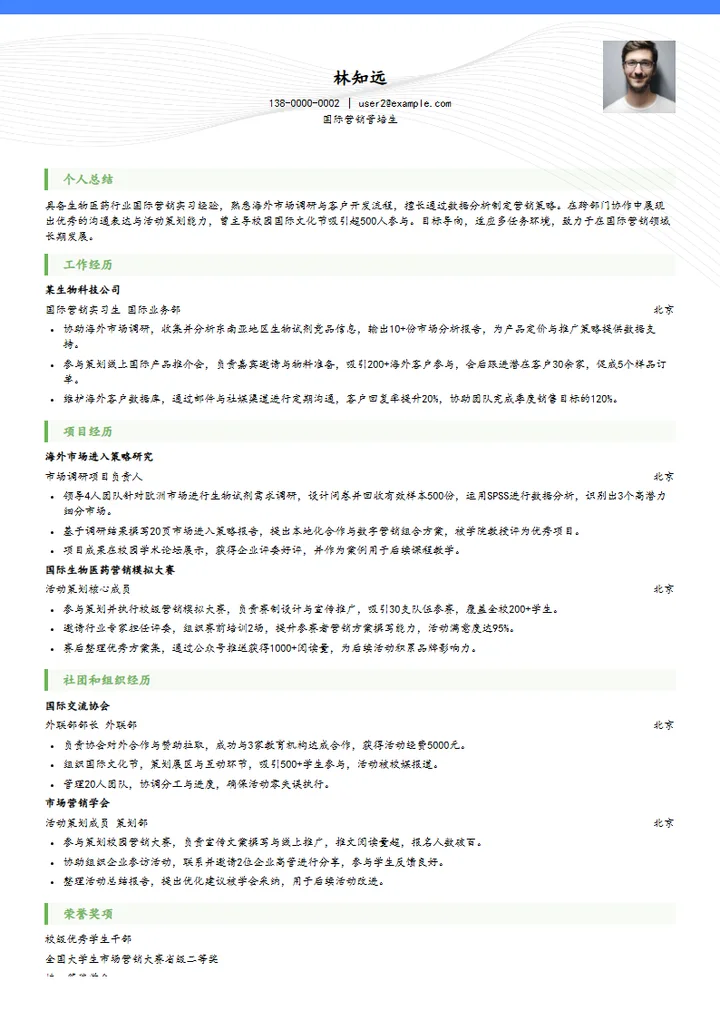 林知远
138-0000-0002 | user2@example.com
国际营销管培生
个人总结
具备生物医药行业国际营销实习经验，熟悉海外市场调研与客户开发流程，擅长通过数据分析制定营销策略。在跨部门协作中展现
出优秀的沟通表达与活动策划能力，曾主导校园国际文化节吸引超500人参与。目标导向，适应多任务环境，致力于在国际营销领域
长期发展。
工作经历
某生物科技公司
国际营销实习生 国际业务部 北京
• 协助海外市场调研，收集并分析东南亚地区生物试剂竞品信息，输出10+份市场分析报告，为产品定价与推广策略提供数据支
持。
• 参与策划线上国际产品推介会，负责嘉宾邀请与物料准备，吸引200+海外客户参与，会后跟进潜在客户30余家，促成5个样品订
单。
• 维护海外客户数据库，通过邮件与社媒渠道进行定期沟通，客户回复率提升20%，协助团队完成季度销售目标的120%。
项目经历
海外市场进入策略研究
市场调研项目负责人 北京
• 领导4人团队针对欧洲市场进行生物试剂需求调研，设计问卷并回收有效样本500份，运用SPSS进行数据分析，识别出3个高潜力
细分市场。
• 基于调研结果撰写20页市场进入策略报告，提出本地化合作与数字营销组合方案，被学院教授评为优秀项目。
• 项目成果在校园学术论坛展示，获得企业评委好评，并作为案例用于后续课程教学。
国际生物医药营销模拟大赛
活动策划核心成员 北京
• 参与策划并执行校级营销模拟大赛，负责赛制设计与宣传推广，吸引30支队伍参赛，覆盖全校200+学生。
• 邀请行业专家担任评委，组织赛前培训2场，提升参赛者营销方案撰写能力，活动满意度达95%。
• 赛后整理优秀方案集，通过公众号推送获得1000+阅读量，为后续活动积累品牌影响力。
社团和组织经历
国际交流协会
外联部部长 外联部 北京
• 负责协会对外合作与赞助拉取，成功与3家教育机构达成合作，获得活动经费5000元。
• 组织国际文化节，策划展区与互动环节，吸引500+学生参与，活动被校媒报道。
• 管理20人团队，协调分工与进度，确保活动零失误执行。
市场营销学会
活动策划成员 策划部 北京
• 参与策划校园营销大赛，负责宣传文案撰写与线上推广，推文阅读量超，报名人数破百。
• 协助组织企业参访活动，联系并邀请2位企业高管进行分享，参与学生反馈良好。
• 整理活动总结报告，提出优化建议被学会采纳，用于后续活动改进。
荣誉奖项
校级优秀学生干部
全国大学生市场营销大赛省级二等奖